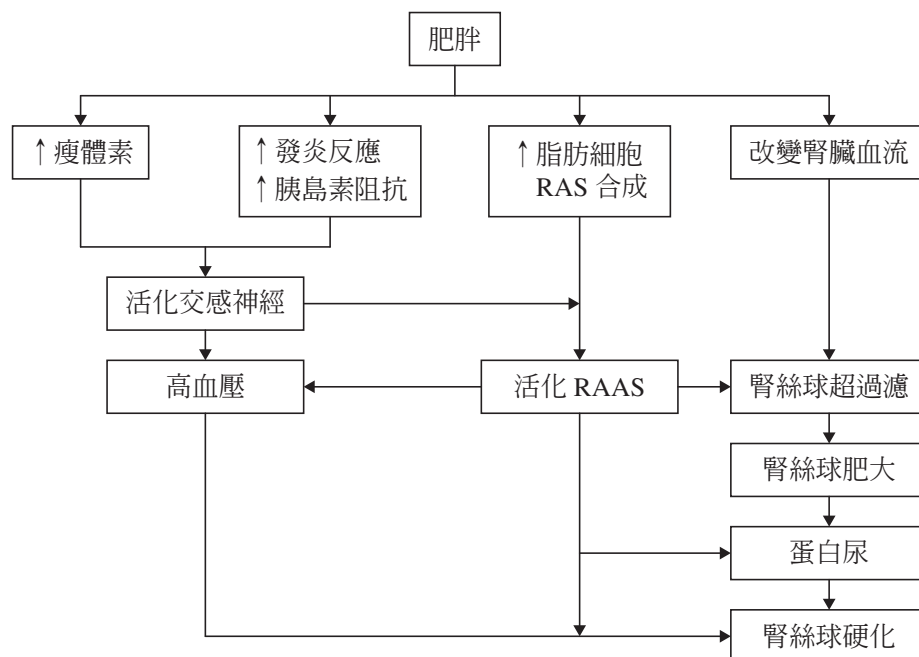 肥胖
↑ 瘦體素
↑ 發炎反應
↑ 胰島素阻抗
↑ 脂肪細胞
RAS 合成
改變腎臟血流
活化交感神經
高血壓
活化 RAAS
腎絲球超過濾
腎絲球肥大
蛋白尿
腎絲球硬化